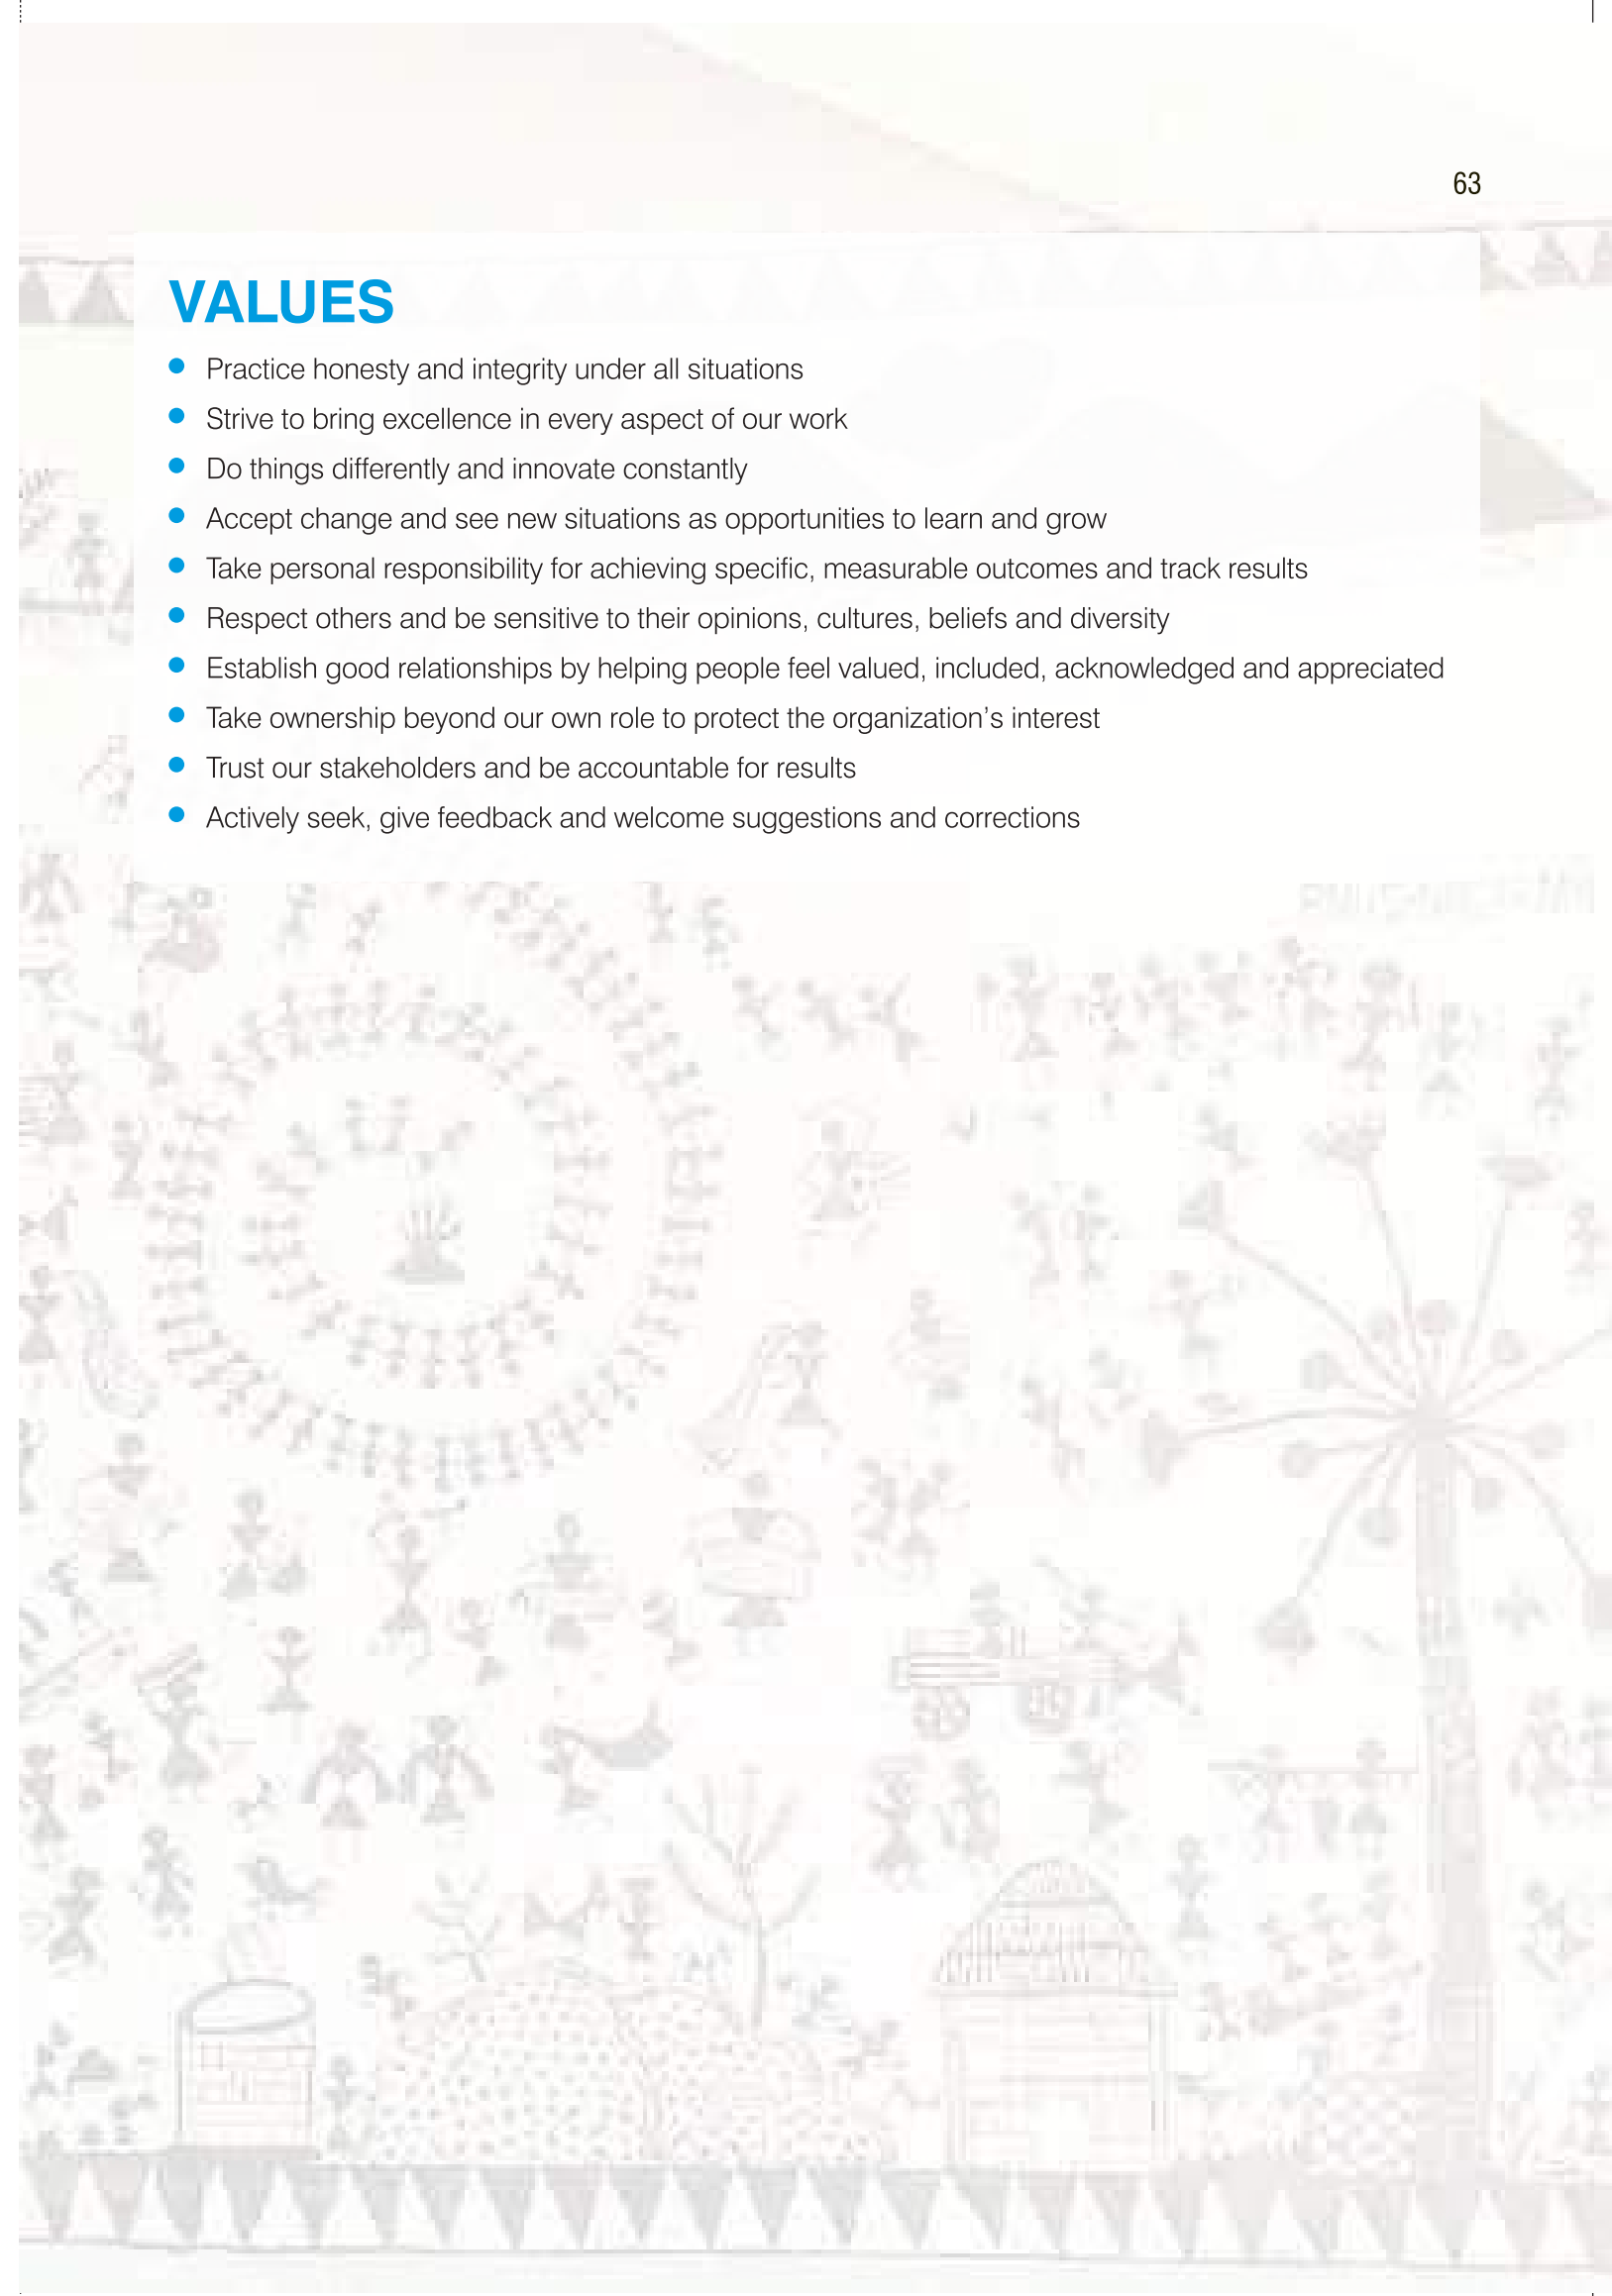 63
VALUES
● Practice honesty and integrity under all situations
● Strive to bring excellence in every aspect of our work
● Do things differently and innovate constantly
● Accept change and see new situations as opportunities to learn and grow
● Take personal responsibility for achieving specific, measurable outcomes and track results
● Respect others and be sensitive to their opinions, cultures, beliefs and diversity
● Establish good relationships by helping people feel valued, included, acknowledged and appreciated
● Take ownership beyond our own role to protect the organization’s interest
● Trust our stakeholders and be accountable for results
● Actively seek, give feedback and welcome suggestions and corrections